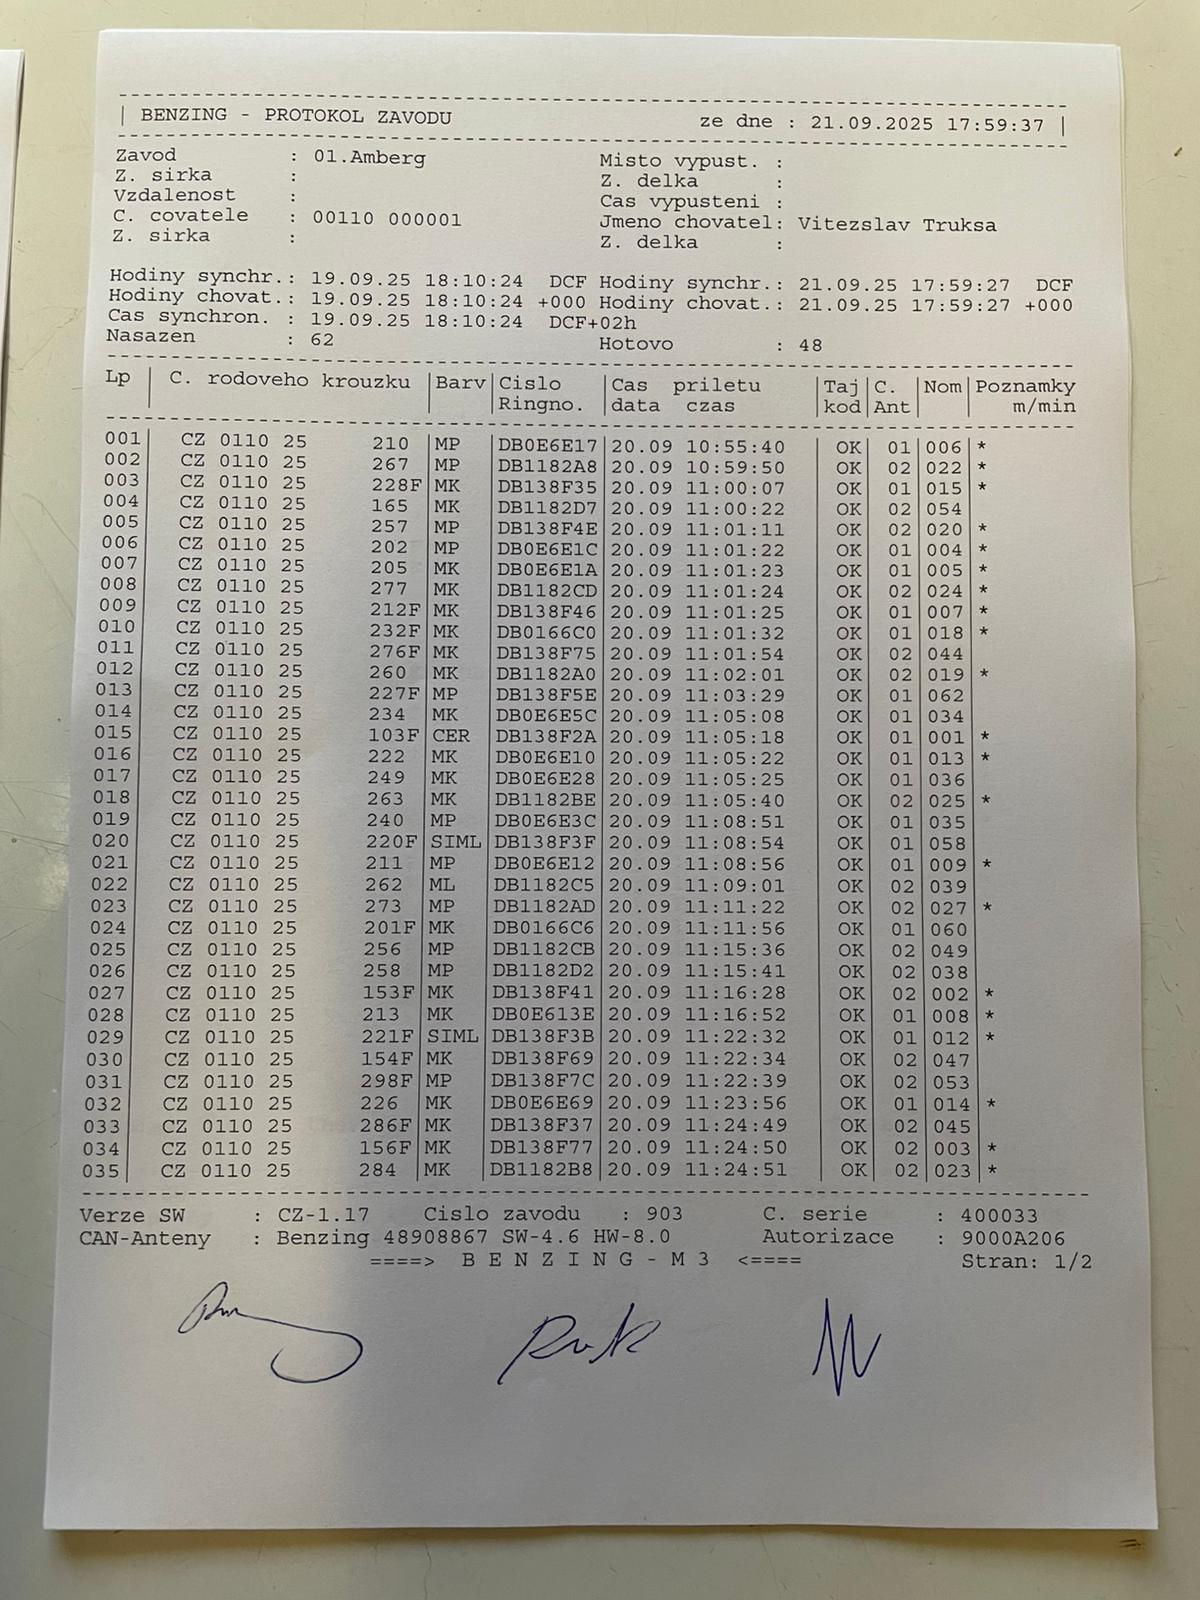 BENZING - PROTOKOL ZAVODU ze dne : 21.09.2025 17:59:37
Zavod : 01.Amberg Misto vypust. :
Z. sirka : Z. delka :
Vzdalenost : Cas vypusteni :
C. covatele : 00110 000001 Jmeno chovatel: Vitezslav Truksa
Z. sirka : Z. delka :
Hodiny synchr.: 19.09.25 18:10:24 DCF Hodiny synchr.: 21.09.25 17:59:27 DCF
Hodiny chovat.: 19.09.25 18:10:24 +000 Hodiny chovat.: 21.09.25 17:59:27 +000
Cas synchron. : 19.09.25 18:10:24 DCF+02h
Nasazen : 62 Hotovo : 48
Lp | C. rodoveho krouzku | Barv | Cislo | Cas priletu | Taj | C. | Nom | Poznamky
Ringno. | data czas | kod | Ant | m/min
001| CZ 0110 25 210 |MP |DB0E6E17|20.09 10:55:40 | OK| 01|006|*
002| CZ 0110 25 267 |MP |DB1182A8|20.09 10:59:50 | OK| 02|022|*
003| CZ 0110 25 228F|MK |DB138F35|20.09 11:00:07 | OK| 01|015|*
004| CZ 0110 25 165 |MK |DB1182D7|20.09 11:00:22 | OK| 02|054|
005| CZ 0110 25 257 |MP |DB138F4E|20.09 11:01:11 | OK| 02|020|*
006| CZ 0110 25 202 |MP |DB0E6E1C|20.09 11:01:22 | OK| 01|004|*
007| CZ 0110 25 205 |MK |DB0E6E1A|20.09 11:01:23 | OK| 01|005|*
008| CZ 0110 25 277 |MK |DB1182CD|20.09 11:01:24 | OK| 02|024|*
009| CZ 0110 25 212F|MK |DB138F46|20.09 11:01:25 | OK| 01|007|*
010| CZ 0110 25 232F|MK |DB0166C0|20.09 11:01:32 | OK| 01|018|*
011| CZ 0110 25 276F|MK |DB138F75|20.09 11:01:54 | OK| 02|044|
012| CZ 0110 25 260 |MK |DB1182A0|20.09 11:02:01 | OK| 02|019|*
013| CZ 0110 25 227F|MP |DB138F5E|20.09 11:03:29 | OK| 01|062|
014| CZ 0110 25 234 |MK |DB0E6E5C|20.09 11:05:08 | OK| 01|034|
015| CZ 0110 25 103F|CER |DB138F2A|20.09 11:05:18 | OK| 01|001|*
016| CZ 0110 25 222 |MK |DB0E6E10|20.09 11:05:22 | OK| 01|013|*
017| CZ 0110 25 249 |MK |DB0E6E28|20.09 11:05:25 | OK| 01|036|
018| CZ 0110 25 263 |MK |DB1182BE|20.09 11:05:40 | OK| 02|025|*
019| CZ 0110 25 240 |MP |DB0E6E3C|20.09 11:08:51 | OK| 01|035|
020| CZ 0110 25 220F|SIML|DB138F3F|20.09 11:08:54 | OK| 01|058|
021| CZ 0110 25 211 |MP |DB0E6E12|20.09 11:08:56 | OK| 01|009|*
022| CZ 0110 25 262 |ML |DB1182C5|20.09 11:09:01 | OK| 02|039|
023| CZ 0110 25 273 |MP |DB1182AD|20.09 11:11:22 | OK| 02|027|*
024| CZ 0110 25 201F|MK |DB0166C6|20.09 11:11:56 | OK| 01|060|
025| CZ 0110 25 256 |MP |DB1182CB|20.09 11:15:36 | OK| 02|049|
026| CZ 0110 25 258 |MP |DB1182D2|20.09 11:15:41 | OK| 02|038|
027| CZ 0110 25 153F|MK |DB138F41|20.09 11:16:28 | OK| 02|002|*
028| CZ 0110 25 213 |MK |DB0E613E|20.09 11:16:52 | OK| 01|008|*
029| CZ 0110 25 221F|SIML|DB138F3B|20.09 11:22:32 | OK| 01|012|*
030| CZ 0110 25 154F|MK |DB138F69|20.09 11:22:34 | OK| 02|047|
031| CZ 0110 25 298F|MP |DB138F7C|20.09 11:22:39 | OK| 02|053|
032| CZ 0110 25 226 |MK |DB0E6E69|20.09 11:23:56 | OK| 01|014|*
033| CZ 0110 25 286F|MK |DB138F37|20.09 11:24:49 | OK| 02|045|
034| CZ 0110 25 156F|MK |DB138F77|20.09 11:24:50 | OK| 02|003|*
035| CZ 0110 25 284 |MK |DB1182B8|20.09 11:24:51 | OK| 02|023|*
Verze SW : CZ-1.17 Cislo zavodu : 903 C. serie : 400033
CAN-Anteny : Benzing 48908867 SW-4.6 HW-8.0 Autorizace : 9000A206
====> B E N Z I N G - M 3 <==== Stran: 1/2